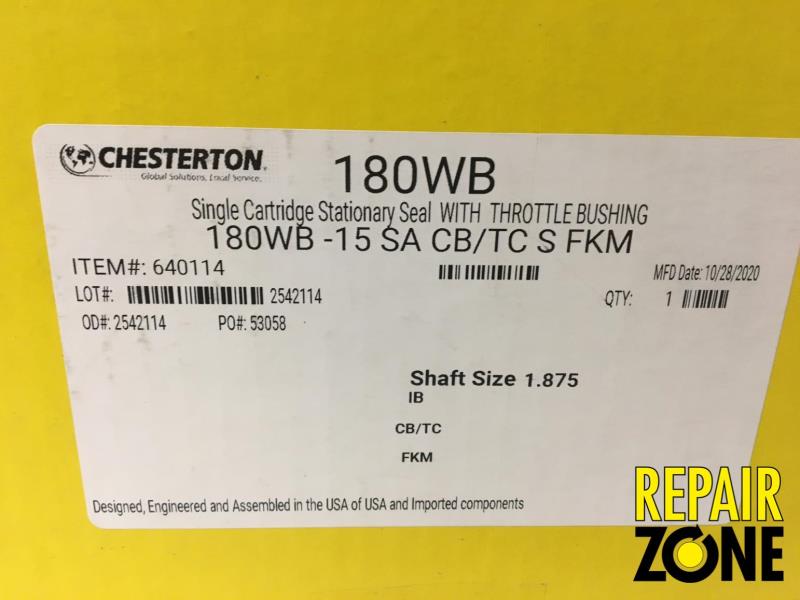 CHESTERTON®
Global Solutions, Local Service.
180WB
Single Cartridge Stationary Seal WITH THROTTLE BUSHING
180WB -15 SA CB/TC S FKM
ITEM#: 640114
MFD Date: 10/28/2020
LOT#: 2542114
QTY: 1
OD#: 2542114 PO#: 53058
Shaft Size 1.875
IB
CB/TC
FKM
Designed, Engineered and Assembled in the USA of USA and Imported components
REPAIR
ZONE